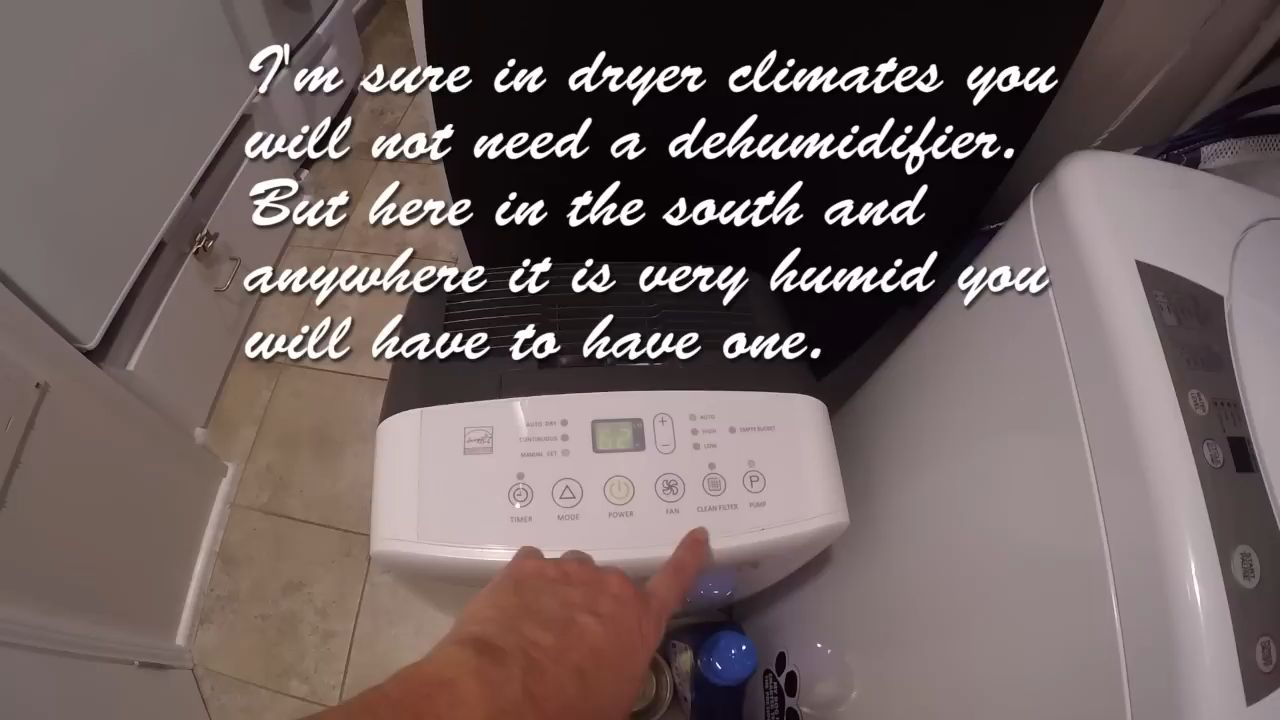 I'm sure in dryer climates you
will not need a dehumidifier.
But here in the south and
anywhere it is very humid you
will have to have one.
AUTO DRY
CONTINUOUS
MANUAL SET
62
+
-
AUTO
HIGH
LOW
EMPTY BUCKET
P
TIMER MODE POWER FAN CLEAN FILTER PUMP